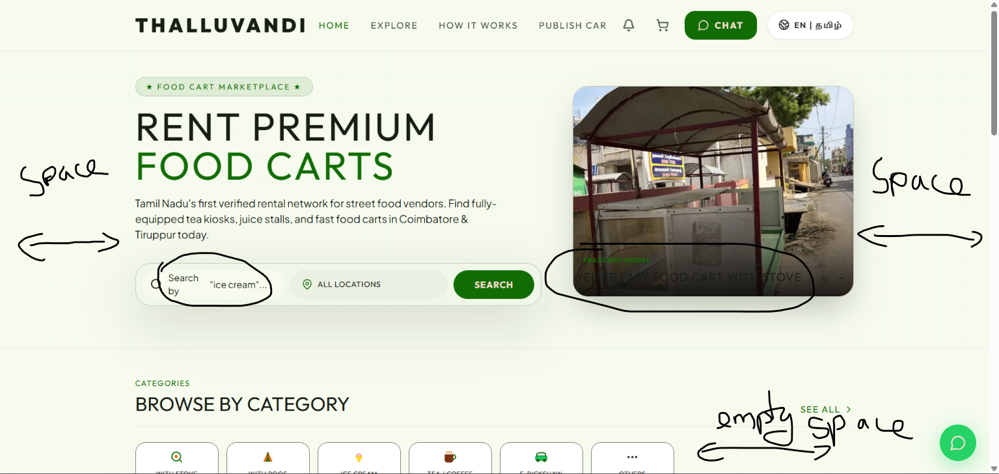 THALLUVANDI HOME EXPLORE HOW IT WORKS PUBLISH CAR CHAT EN | தமிழ்
★ FOOD CART MARKETPLACE ★
RENT PREMIUM
FOOD CARTS
Space
Space
Tamil Nadu's first verified rental network for street food vendors. Find fully-
equipped tea kiosks, juice stalls, and fast food carts in Coimbatore &
Tiruppur today.
Search by "ice cream"... ALL LOCATIONS SEARCH
940
FEATURED MODEL
ELITE FAST FOOD CART WITH STOVE
CATEGORIES
BROWSE BY CATEGORY
SEE ALL >
empty space
WITH STOVE WITH ROOF ICE CREAM TEA / COFFEE E-RICKSHAW OTHERS